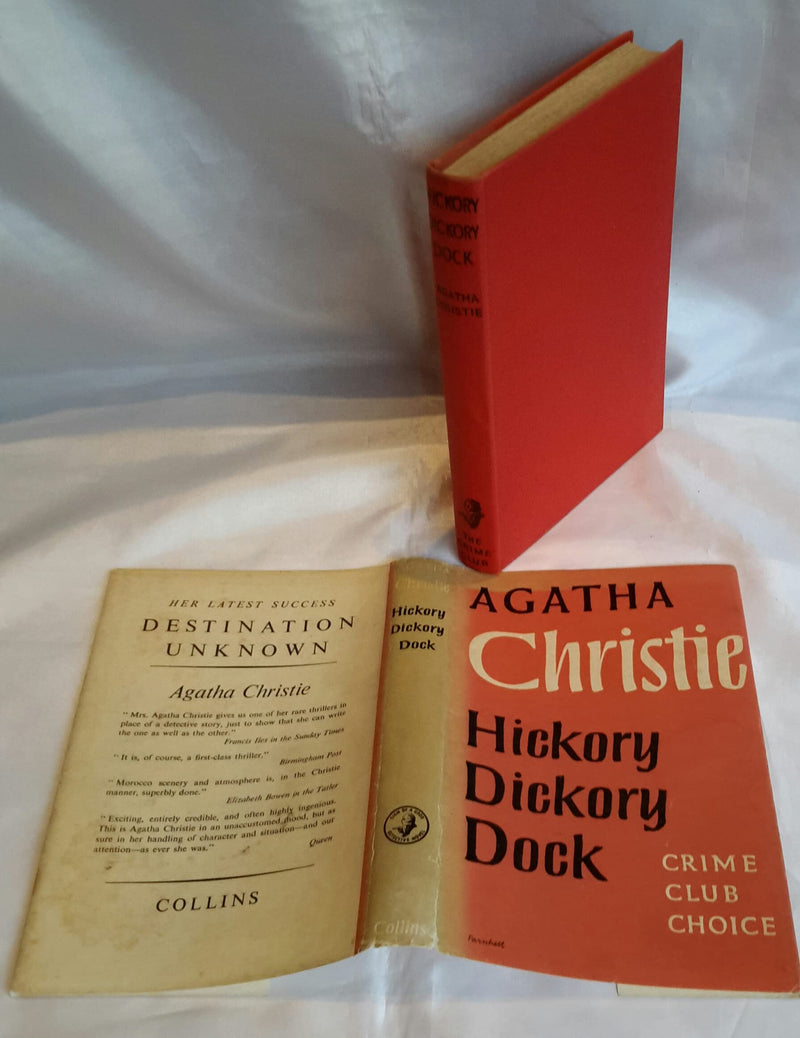 HICKORY
DICKORY
DOCK
AGATHA
CHRISTIE
THE
CRIME
CLUB
HER LATEST SUCCESS
DESTINATION
UNKNOWN
Agatha Christie
"Mrs. Agatha Christie gives us one of her rare thrillers in
place of a detective story, just to show that she can write
the one as well as the other."
Francis Iles in the Sunday Times
"It is, of course, a first-class thriller."
Birmingham Post
"Morocco scenery and atmosphere is, in the Christie
manner, superbly done."
Elizabeth Bowen in the Tatler
"Exciting, entirely credible, and often highly ingenious.
This is Agatha Christie in an unaccustomed mood, but as
sure in her handling of character and situation—and our
attention—as ever she was."
Queen
COLLINS
Christie
Hickory
Dickory
Dock
Collins
AGATHA
Christie
Hickory
Dickory
Dock
CRIME
CLUB
CHOICE